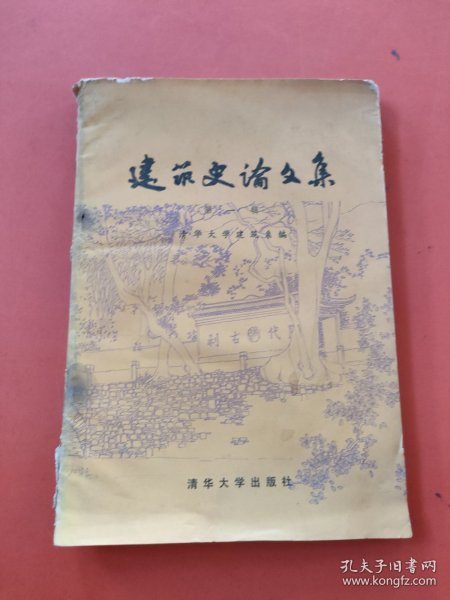 建筑史论文集
第 辑
清华大学建筑系编
代古刹
清华大学出版社
孔夫子旧书网
www.kongfz.com